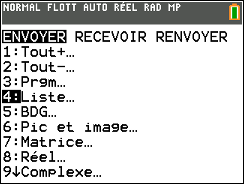 NORMAL FLOTT AUTO RÉEL RAD MP
ENVOYER RECEVOIR RENVOYER
1:Tout+…
2:Tout-…
3:Prgm…
4:Liste…
5:BDG…
6:Pic et image…
7:Matrice…
8:Réel…
9↓Complexe…